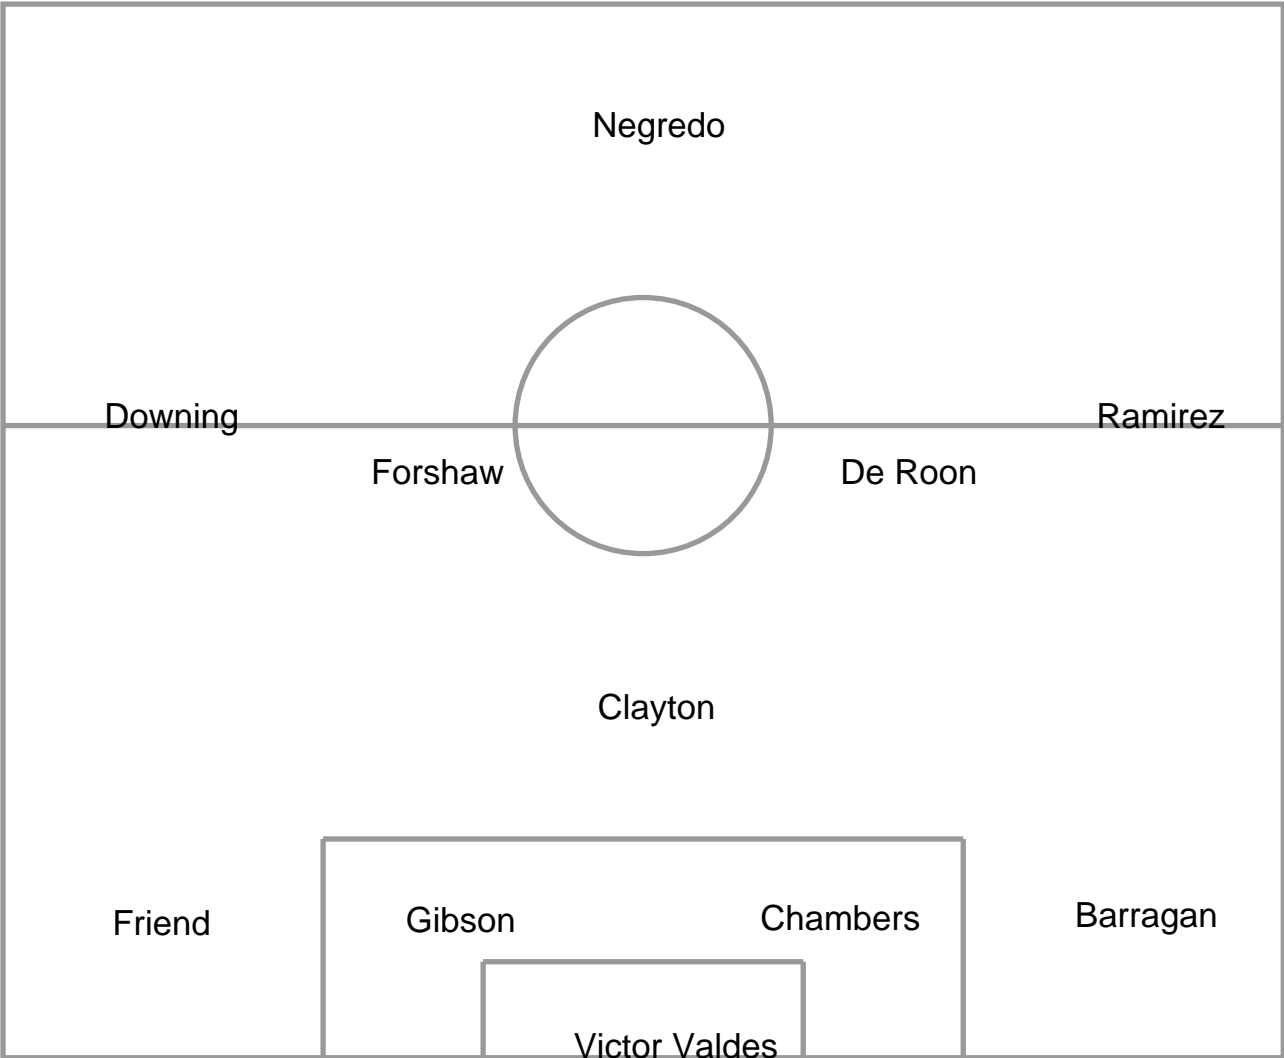 Negredo
Downing
Ramirez
Forshaw
De Roon
Clayton
Friend
Gibson
Chambers
Barragan
Victor Valdes